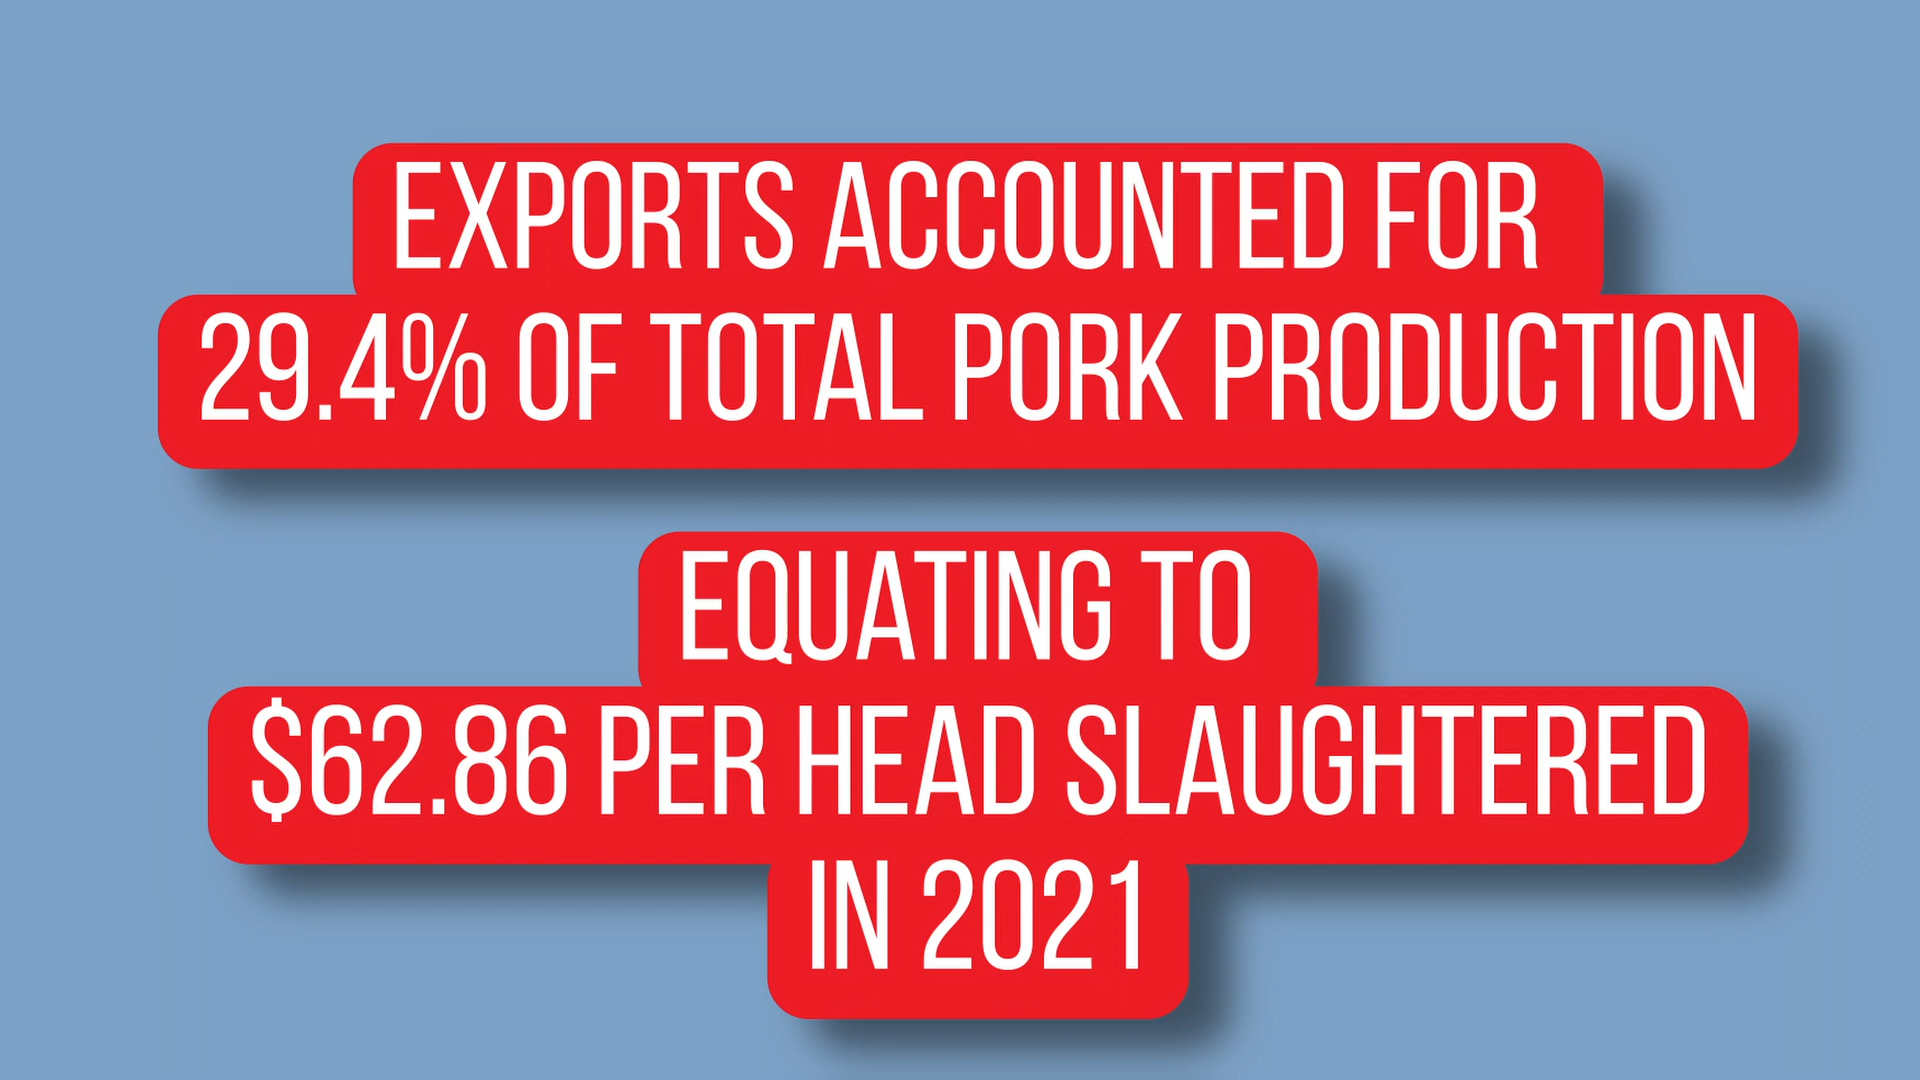 EXPORTS ACCOUNTED FOR
29.4% OF TOTAL PORK PRODUCTION
EQUATING TO
$62.86 PER HEAD SLAUGHTERED
IN 2021